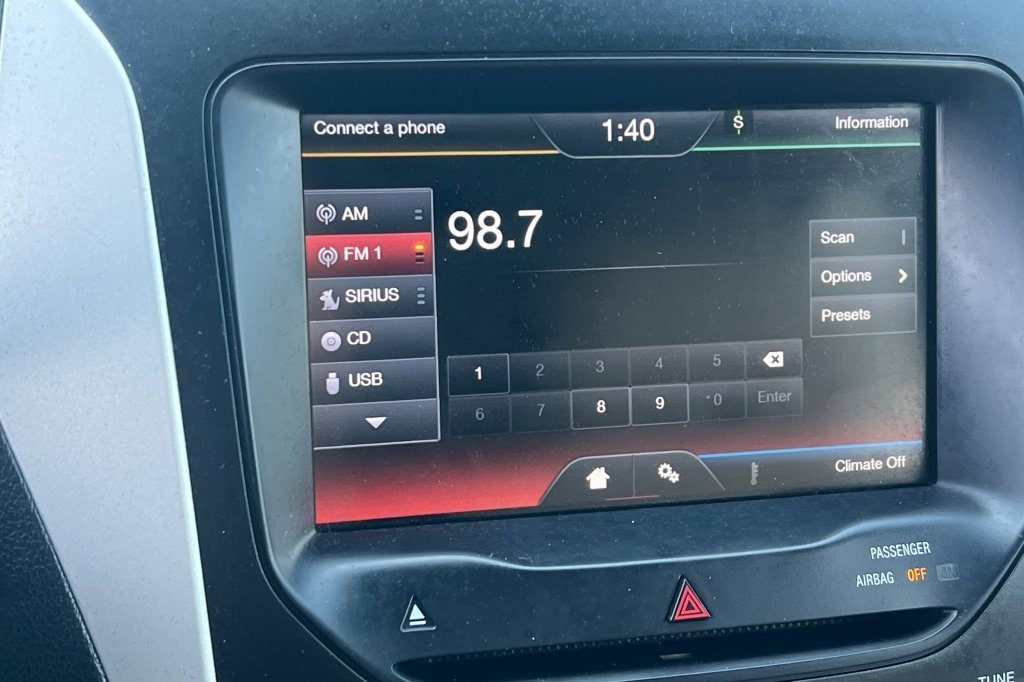 Connect a phone 1:40 S Information
AM
FM 1
SIRIUS
CD
USB
98.7
Scan
Options
Presets
1 2 3 4 5
6 7 8 9 0 Enter
Climate Off
PASSENGER
AIRBAG OFF ON
TUNE